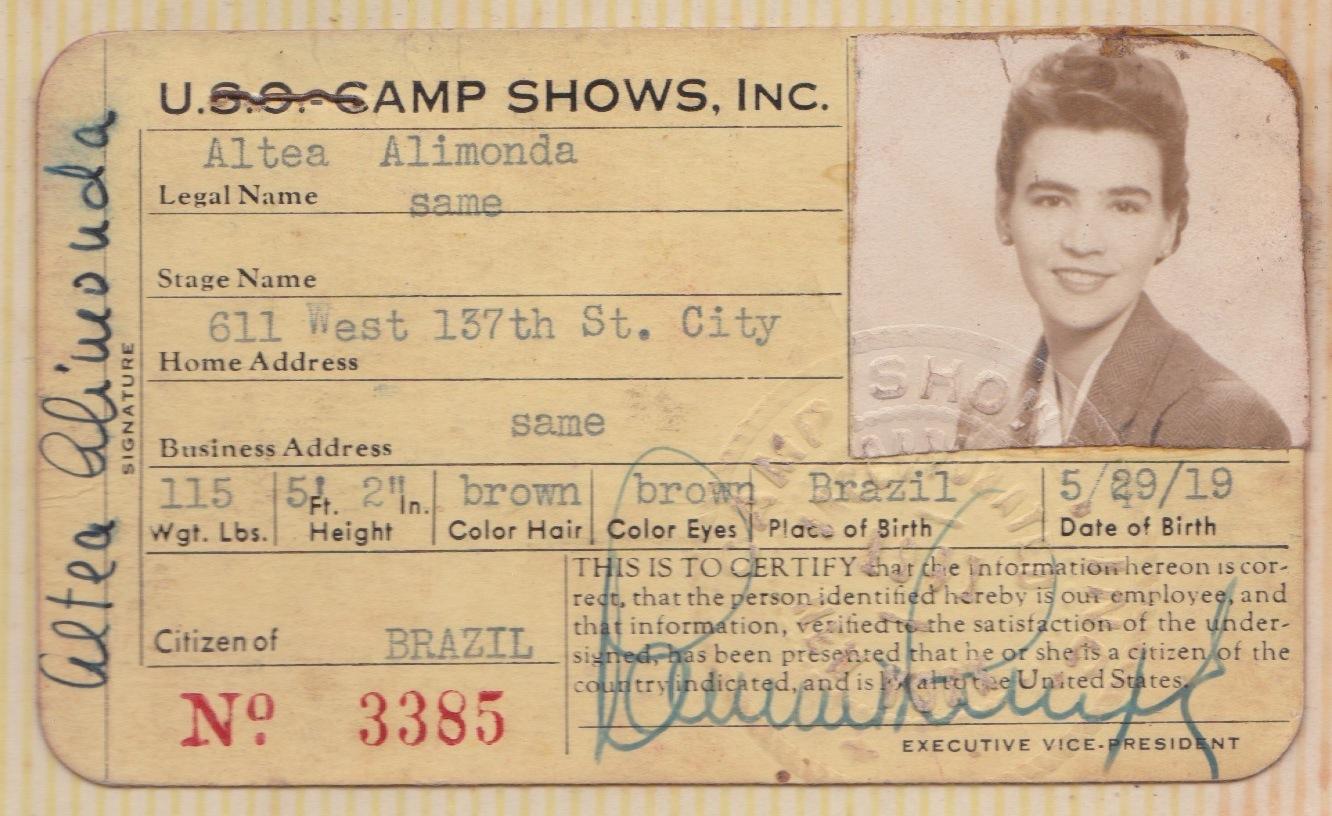 U.S.O.-CAMP SHOWS, INC.
Altea Alimonda
Legal Name same
Stage Name
611 West 137th St. City
Home Address
same
Business Address
115 5' 2" brown brown Brazil 5/29/19
Wgt. Lbs. Ft. In. Height Color Hair Color Eyes Place of Birth Date of Birth
THIS IS TO CERTIFY that the information hereon is cor-
rect, that the person identified hereby is our employee, and
that information, verified to the satisfaction of the under-
signed, has been presented that he or she is a citizen of the
country indicated, and is loyal to the United States.
Citizen of BRAZIL
No. 3385
EXECUTIVE VICE-PRESIDENT
SIGNATURE
Altea Alimonda
CAMP SHOWS